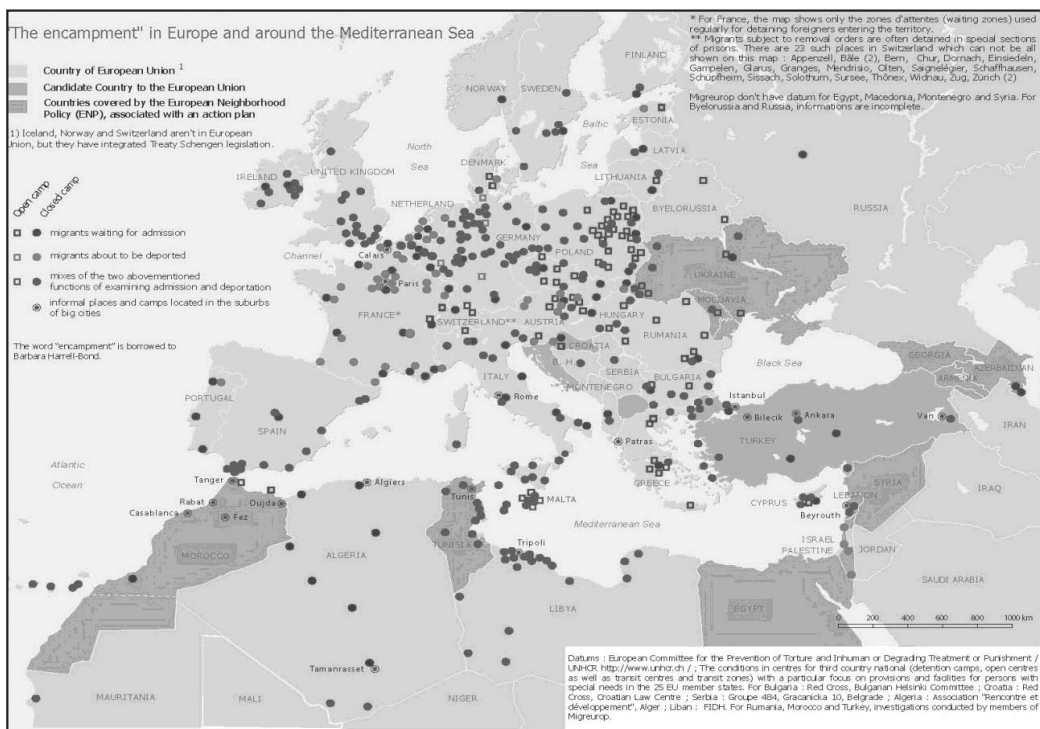 "The encampment" in Europe and around the Mediterranean Sea
Country of European Union 1
Candidate Country to the European Union
Countries covered by the European Neighborhood
Policy (ENP), associated with an action plan
1) Iceland, Norway and Switzerland aren't in European
Union, but they have integrated Treaty Schengen legislation.
Open camp
Closed camp
migrants waiting for admission
migrants about to be deported
mixes of the two abovementioned
functions of examining admission and deportation
informal places and camps located in the suburbs
of big cities
The word "encampment" is borrowed to
Barbara Harrell-Bond.
* For France, the map shows only the zones d'attentes (waiting zones) used
regularly for detaining foreigners entering the territory.
** Migrants subject to removal orders are often detained in special sections
of prisons. There are 23 such places in Switzerland which can not be all
shown on this map : Appenzell, Bâle (2), Bern, Chur, Dornach, Einsiedeln,
Gampelen, Glarus, Granges, Mendrisio, Olten, Saignelégier, Schaffhausen,
Schüpfheim, Sissach, Solothurn, Sursee, Thônex, Widnau, Zug, Zürich (2)
Migreurop don't have datum for Egypt, Macedonia, Montenegro and Syria. For
Byelorussia and Russia, informations are incomplete.
FINLAND
NORWAY
SWEDEN
ESTONIA
Baltic
Sea
LATVIA
North
Sea
DENMARK
LITHUANIA
IRELAND
UNITED KINGDOM
RUSSIA
NETHERLAND
BYELORUSSIA
GERMANY
POLAND
Channel
Calais
Paris
UKRAINE
MOLDAVIA
FRANCE*
SWITZERLAND**
AUSTRIA
HUNGARY
RUMANIA
CROATIA
B. H.
SERBIA
Black Sea
GEORGIA
AZERBAIDJAN
ARMENIA
ITALY
MONTENEGRO
BULGARIA
Rome
Istanbul
Bilecik
Ankara
Van
PORTUGAL
SPAIN
TURKEY
IRAN
Patras
GREECE
Atlantic
Ocean
Tanger
Algiers
Tunis
MALTA
CYPRUS
SYRIA
LEBANON
IRAQ
Rabat
Oujda
Casablanca
Fez
Beyrouth
Mediterranean Sea
MOROCCO
ALGERIA
TUNISIA
Tripoli
ISRAEL
PALESTINE
JORDAN
SAUDI ARABIA
LIBYA
EGYPT
0 200 400 600 800 1000 km
Tamanrasset
MAURITANIA
MALI
NIGER
Datums : European Committee for the Prevention of Torture and Inhuman or Degrading Treatment or Punishment /
UNHCR http://www.unhcr.ch / ; The conditions in centres for third country national (detention camps, open centres
as well as transit centres and transit zones) with a particular focus on provisions and facilities for persons with
special needs in the 25 EU member states. For Bulgaria : Red Cross, Bulgarian Helsinki Committee ; Croatia : Red
Cross, Croatian Law Centre ; Serbia : Groupe 484, Gracanicka 10, Belgrade ; Algeria : Association "Rencontre et
développement", Alger ; Liban : FIDH. For Rumania, Morocco and Turkey, investigations conducted by members of
Migreurop.